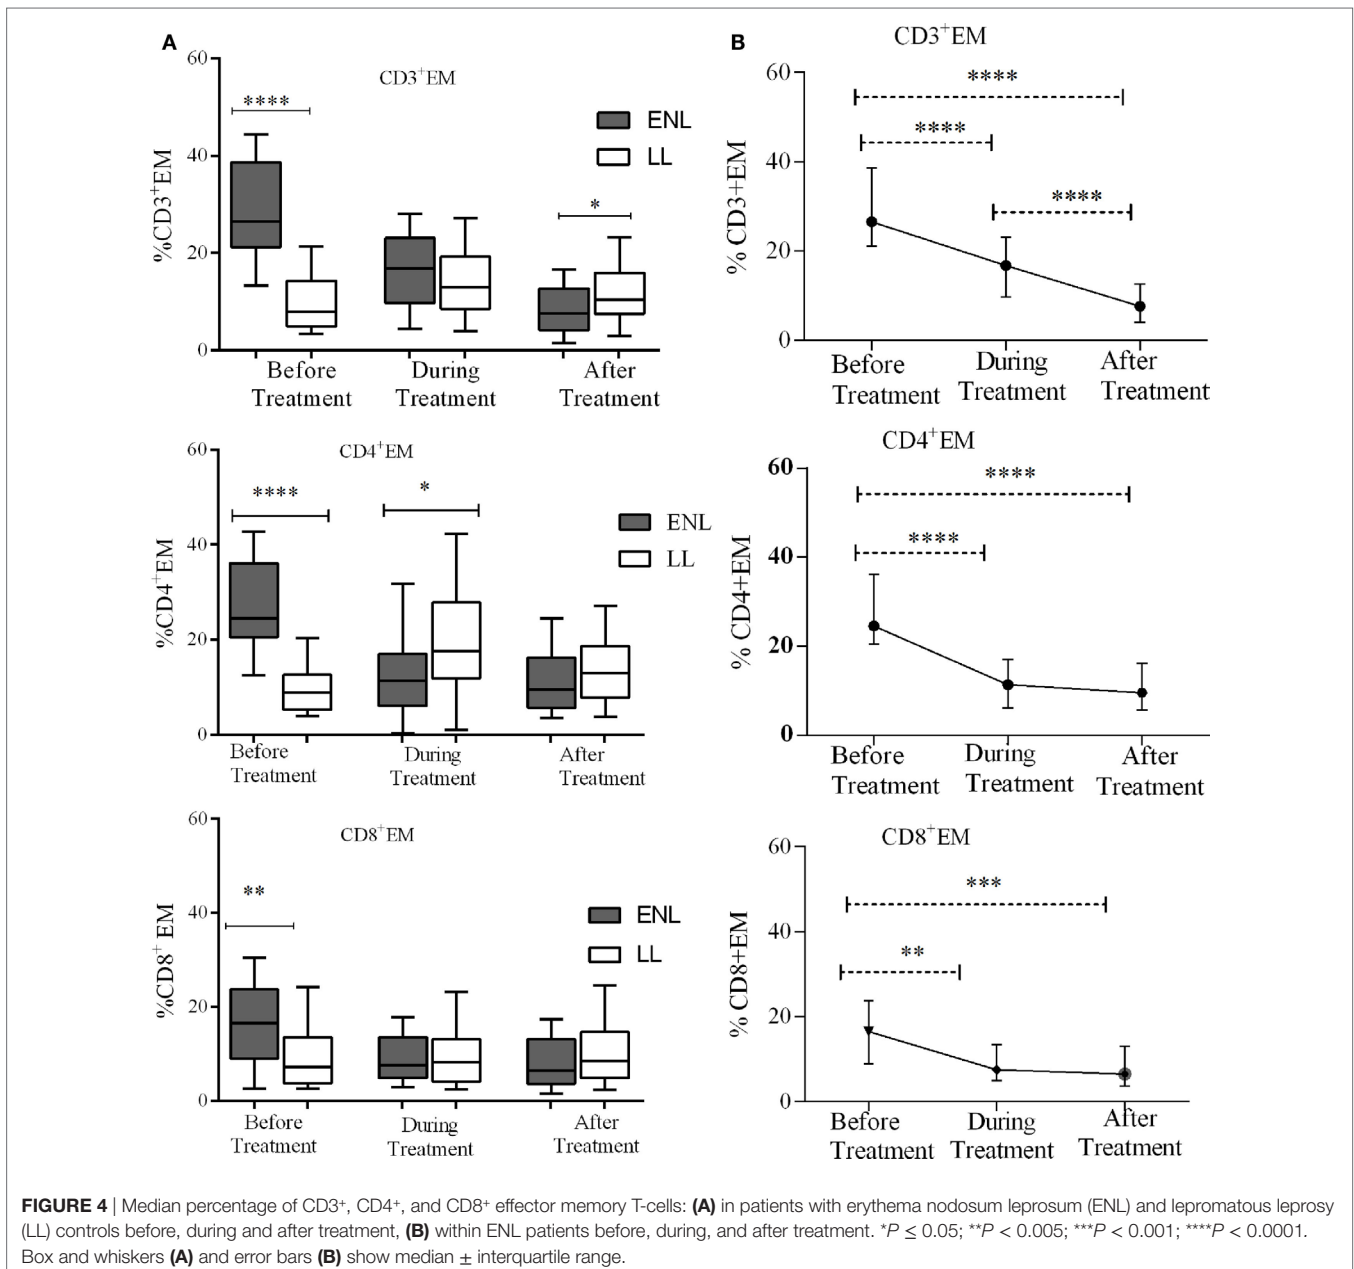 A
CD3⁺EM
60
40
20
0
%CD3⁺EM
****
*
ENL
LL
Before Treatment
During Treatment
After Treatment
B
CD3⁺EM
60
40
20
0
% CD3+EM
****
****
****
Before Treatment
During Treatment
After Treatment
CD4⁺EM
60
40
20
0
%CD4⁺EM
****
*
ENL
LL
Before Treatment
During Treatment
After Treatment
CD4⁺EM
60
40
20
0
% CD4+EM
****
****
Before Treatment
During Treatment
After Treatment
CD8⁺EM
60
40
20
0
%CD8⁺ EM
**
ENL
LL
Before Treatment
During Treatment
After Treatment
CD8⁺EM
60
40
20
0
% CD8+EM
***
**
Before Treatment
During Treatment
After Treatment
FIGURE 4 | Median percentage of CD3⁺, CD4⁺, and CD8⁺ effector memory T-cells: (A) in patients with erythema nodosum leprosum (ENL) and lepromatous leprosy
(LL) controls before, during and after treatment, (B) within ENL patients before, during, and after treatment. *P ≤ 0.05; **P < 0.005; ***P < 0.001; ****P < 0.0001.
Box and whiskers (A) and error bars (B) show median ± interquartile range.